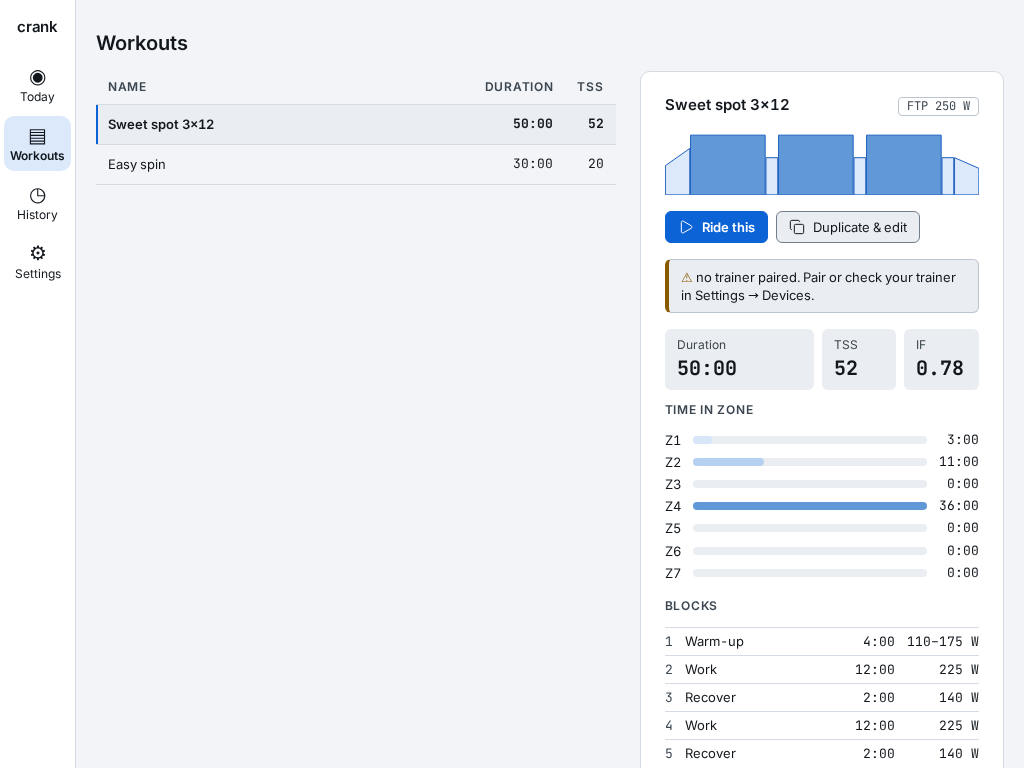 crank
Today
Workouts
History
Settings
Workouts
NAME DURATION TSS
Sweet spot 3×12 50:00 52
Easy spin 30:00 20
Sweet spot 3×12 FTP 250 W
Ride this Duplicate & edit
⚠ no trainer paired. Pair or check your trainer
in Settings → Devices.
Duration TSS IF
50:00 52 0.78
TIME IN ZONE
Z1 3:00
Z2 11:00
Z3 0:00
Z4 36:00
Z5 0:00
Z6 0:00
Z7 0:00
BLOCKS
1 Warm-up 4:00 110–175 W
2 Work 12:00 225 W
3 Recover 2:00 140 W
4 Work 12:00 225 W
5 Recover 2:00 140 W